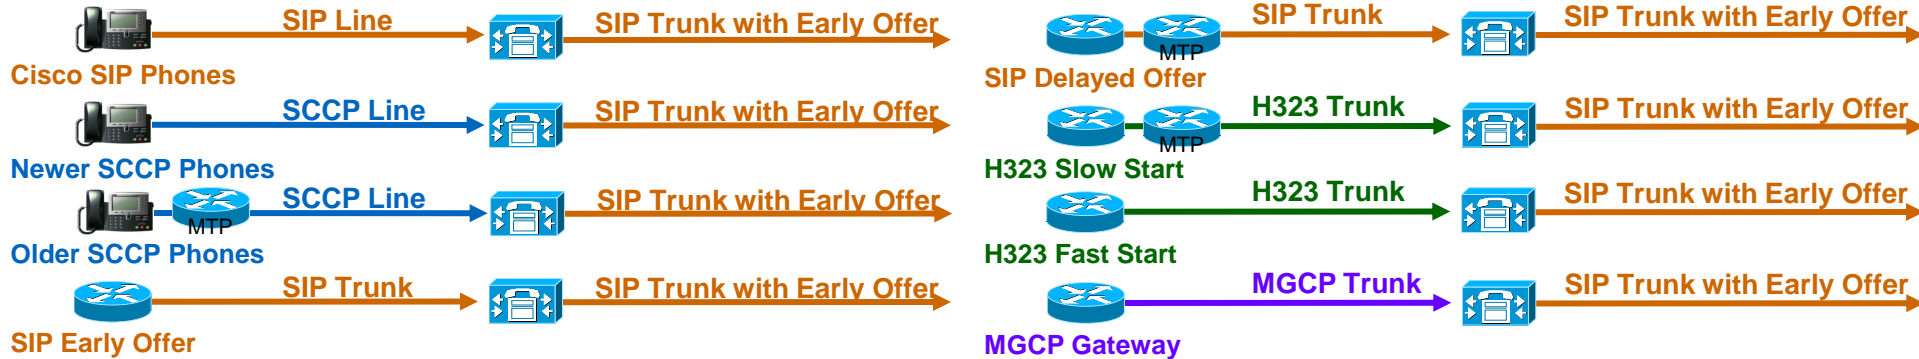 SIP Line
SIP Trunk with Early Offer
Cisco SIP Phones
SCCP Line
SIP Trunk with Early Offer
Newer SCCP Phones
SCCP Line
SIP Trunk with Early Offer
MTP
Older SCCP Phones
SIP Trunk
SIP Trunk with Early Offer
SIP Early Offer
SIP Trunk
SIP Trunk with Early Offer
MTP
SIP Delayed Offer
H323 Trunk
SIP Trunk with Early Offer
MTP
H323 Slow Start
H323 Trunk
SIP Trunk with Early Offer
H323 Fast Start
MGCP Trunk
SIP Trunk with Early Offer
MGCP Gateway